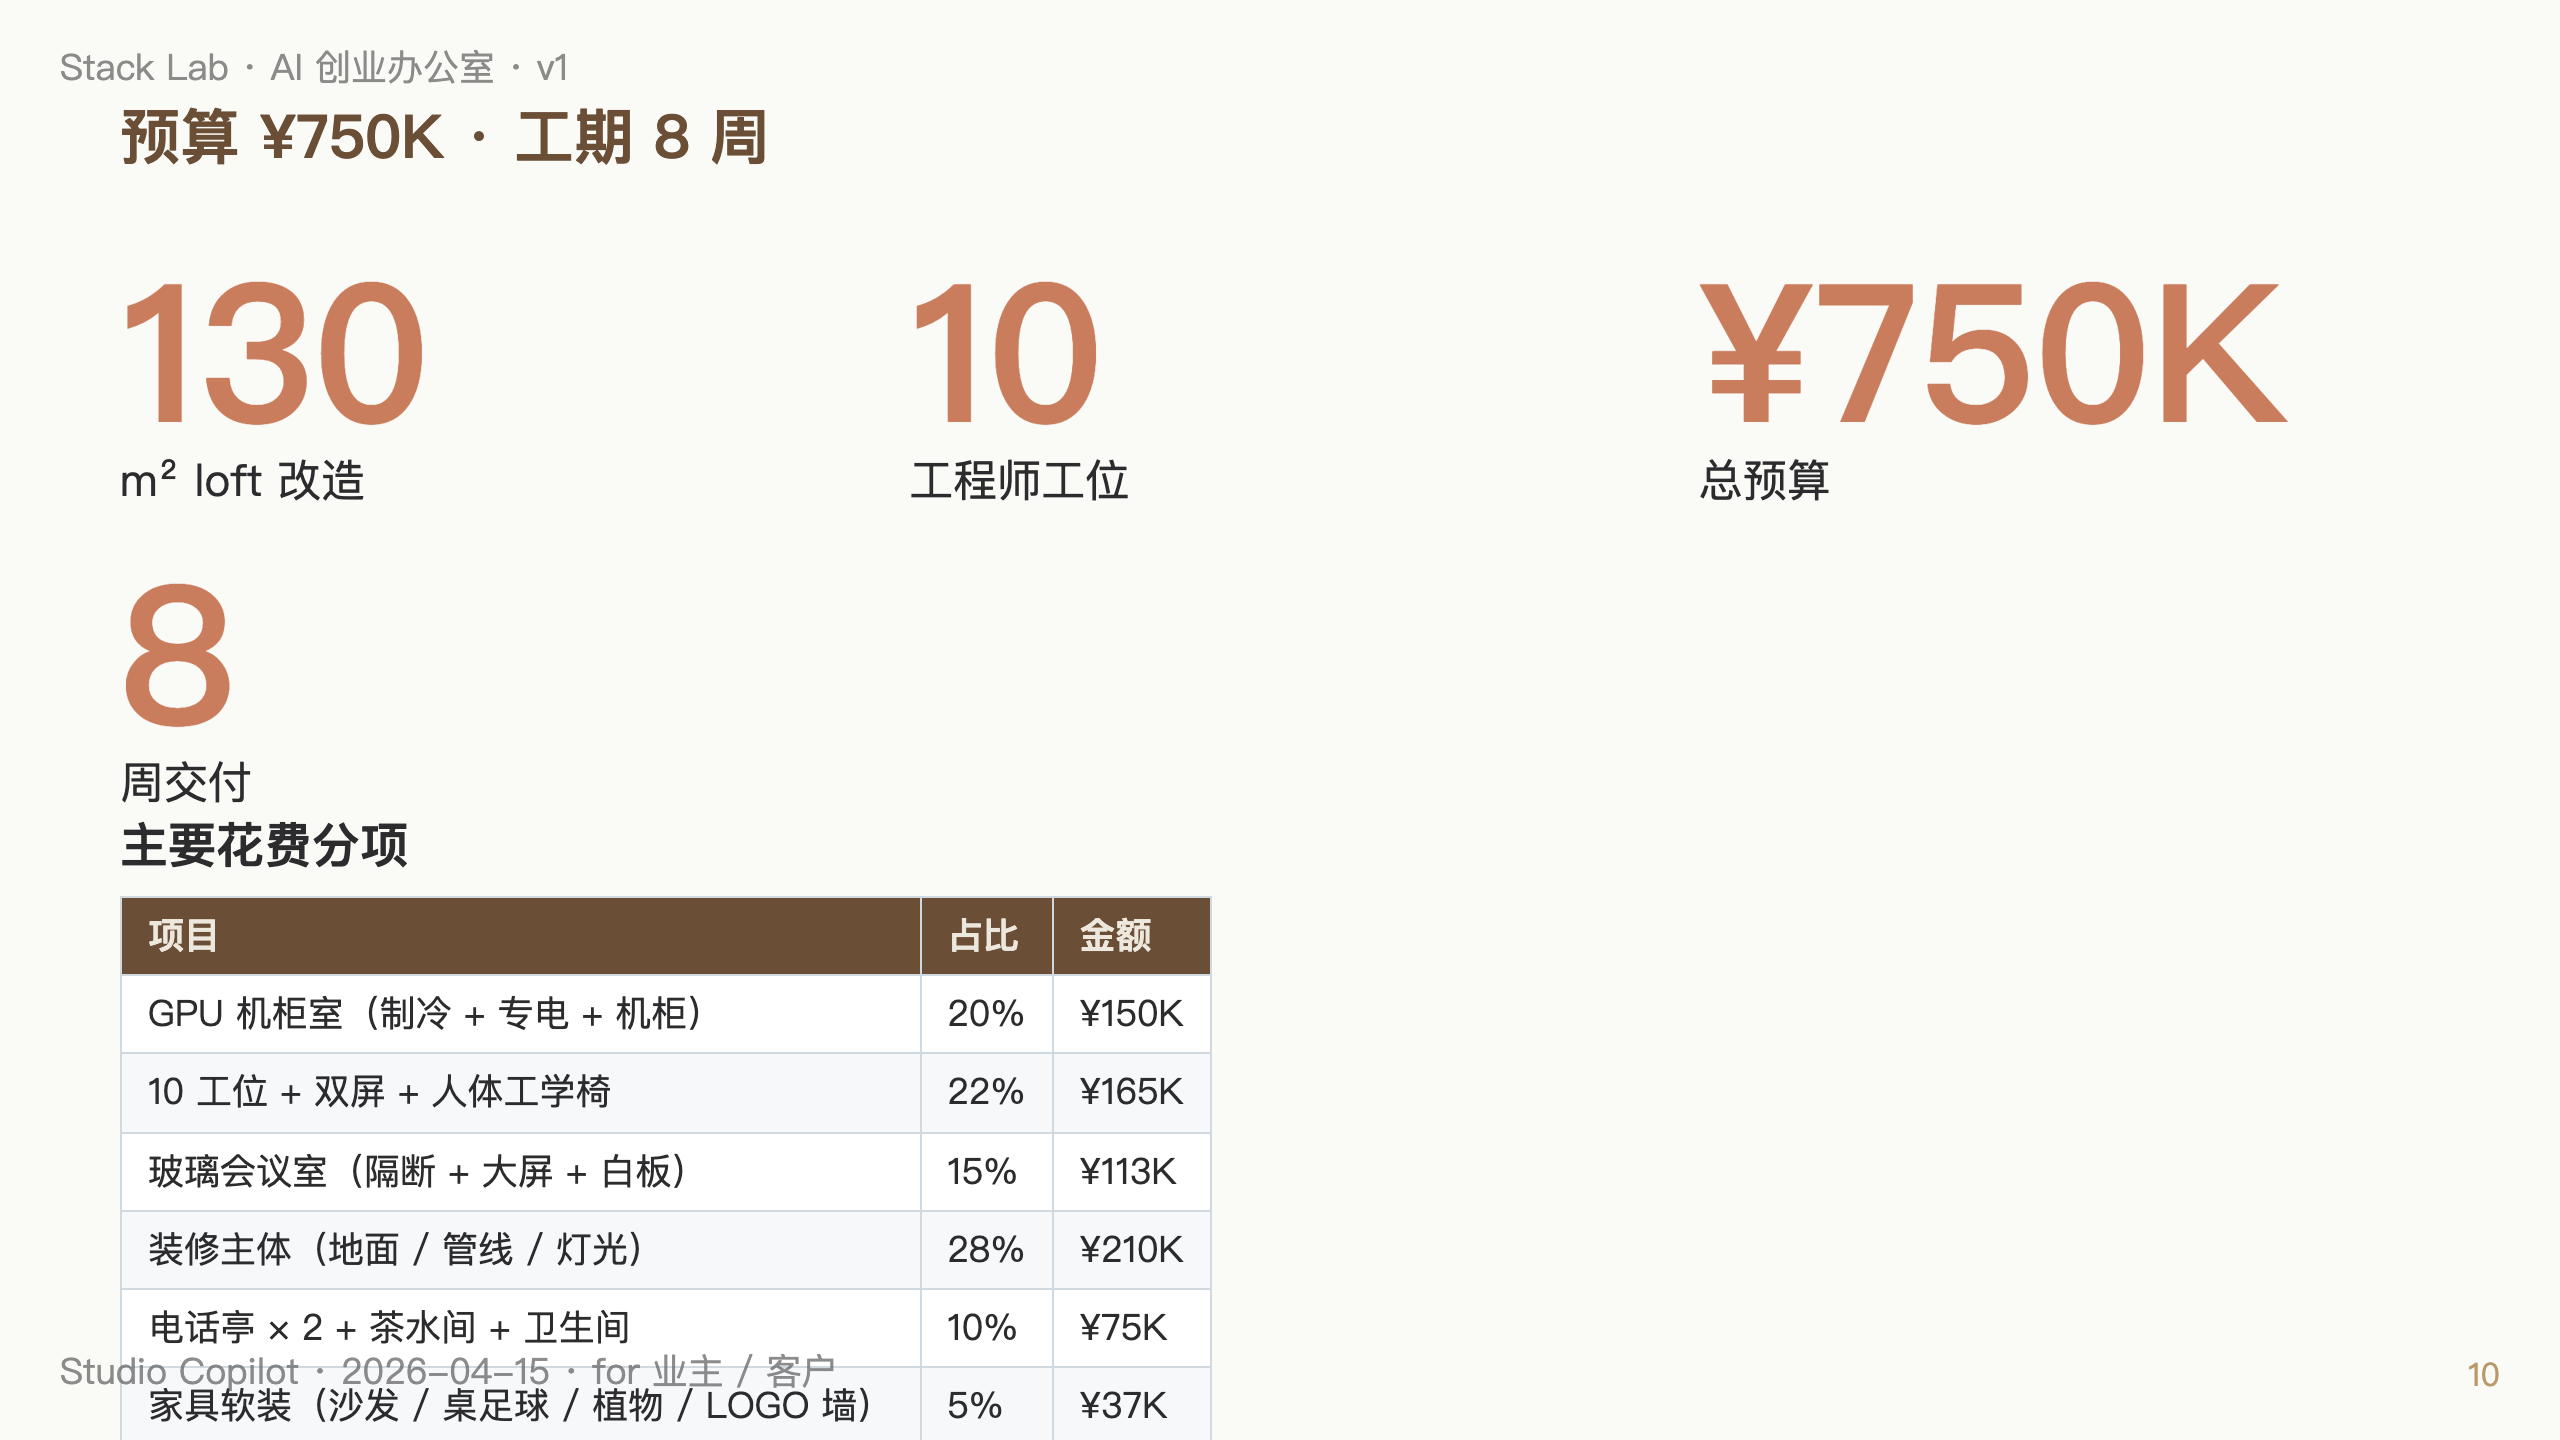 Stack Lab · AI 创业办公室 · v1
预算 ¥750K · 工期 8 周
130
m² loft 改造
10
工程师工位
¥750K
总预算
8
周交付
主要花费分项
项目 占比 金额
GPU 机柜室（制冷 + 专电 + 机柜） 20% ¥150K
10 工位 + 双屏 + 人体工学椅 22% ¥165K
玻璃会议室（隔断 + 大屏 + 白板） 15% ¥113K
装修主体（地面 / 管线 / 灯光） 28% ¥210K
电话亭 × 2 + 茶水间 + 卫生间 10% ¥75K
家具软装（沙发 / 桌足球 / 植物 / LOGO 墙） 5% ¥37K
Studio Copilot · 2026-04-15 · for 业主 / 客户
10